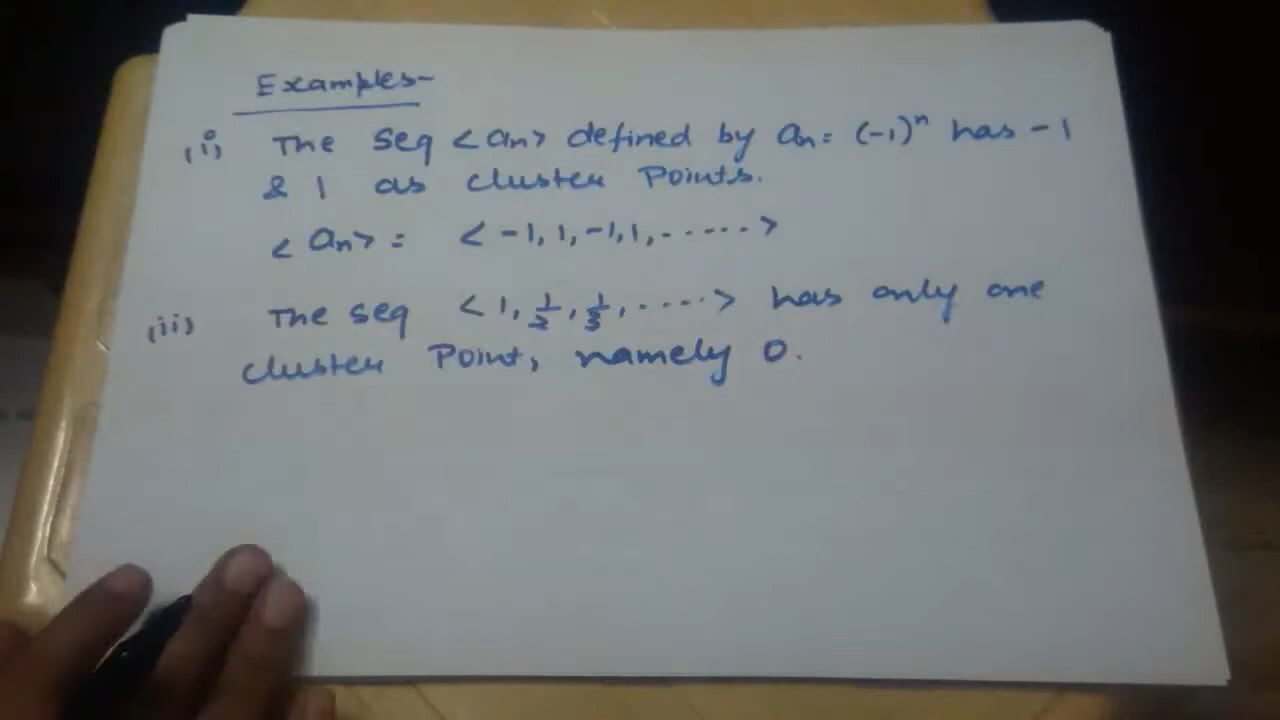 Examples-
(i) The Seq <an> defined by an = (-1)^n has -1
& 1 as cluster Points.
<an> = <-1, 1, -1, 1, ......>
(ii) The seq <1, 1/2, 1/3, .....> has only one
cluster Point, namely 0.